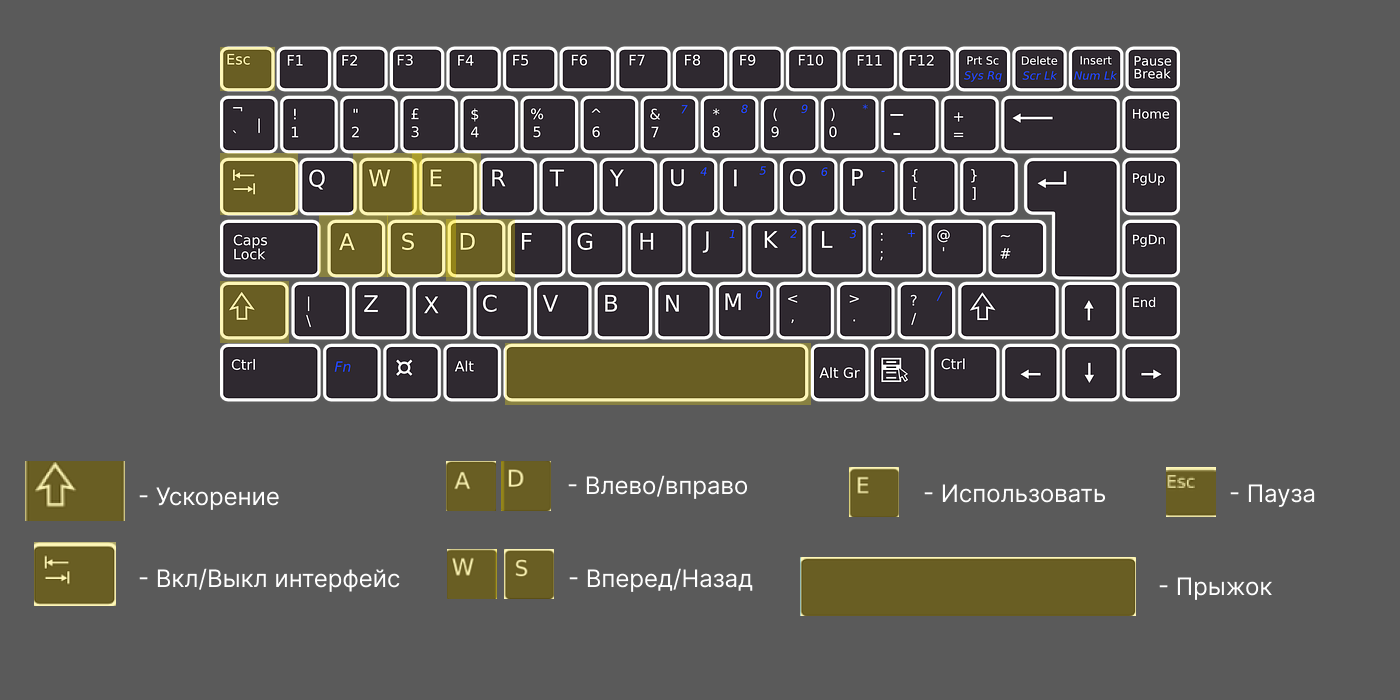 Esc F1 F2 F3 F4 F5 F6 F7 F8 F9 F10 F11 F12 Prt Sc Delete Insert Pause
Sys Rq Scr Lk Num Lk Break
¬ ! " £ $ % ^ & 7 * 8 ( 9 ) * — + Home
` | 1 2 3 4 5 6 7 8 9 0 - =
Q W E R T Y U 4 I 5 O 6 P - { } PgUp
[ ]
Caps A S D F G H J 1 K 2 L 3 : + @ ~ PgDn
Lock ; ' #
| Z X C V B N M 0 < > ? / End
\ , . /
Ctrl Fn Alt Alt Gr Ctrl
- Ускорение
A D - Влево/вправо
E - Использовать
Esc - Пауза
- Вкл/Выкл интерфейс
W S - Вперед/Назад
- Прыжок